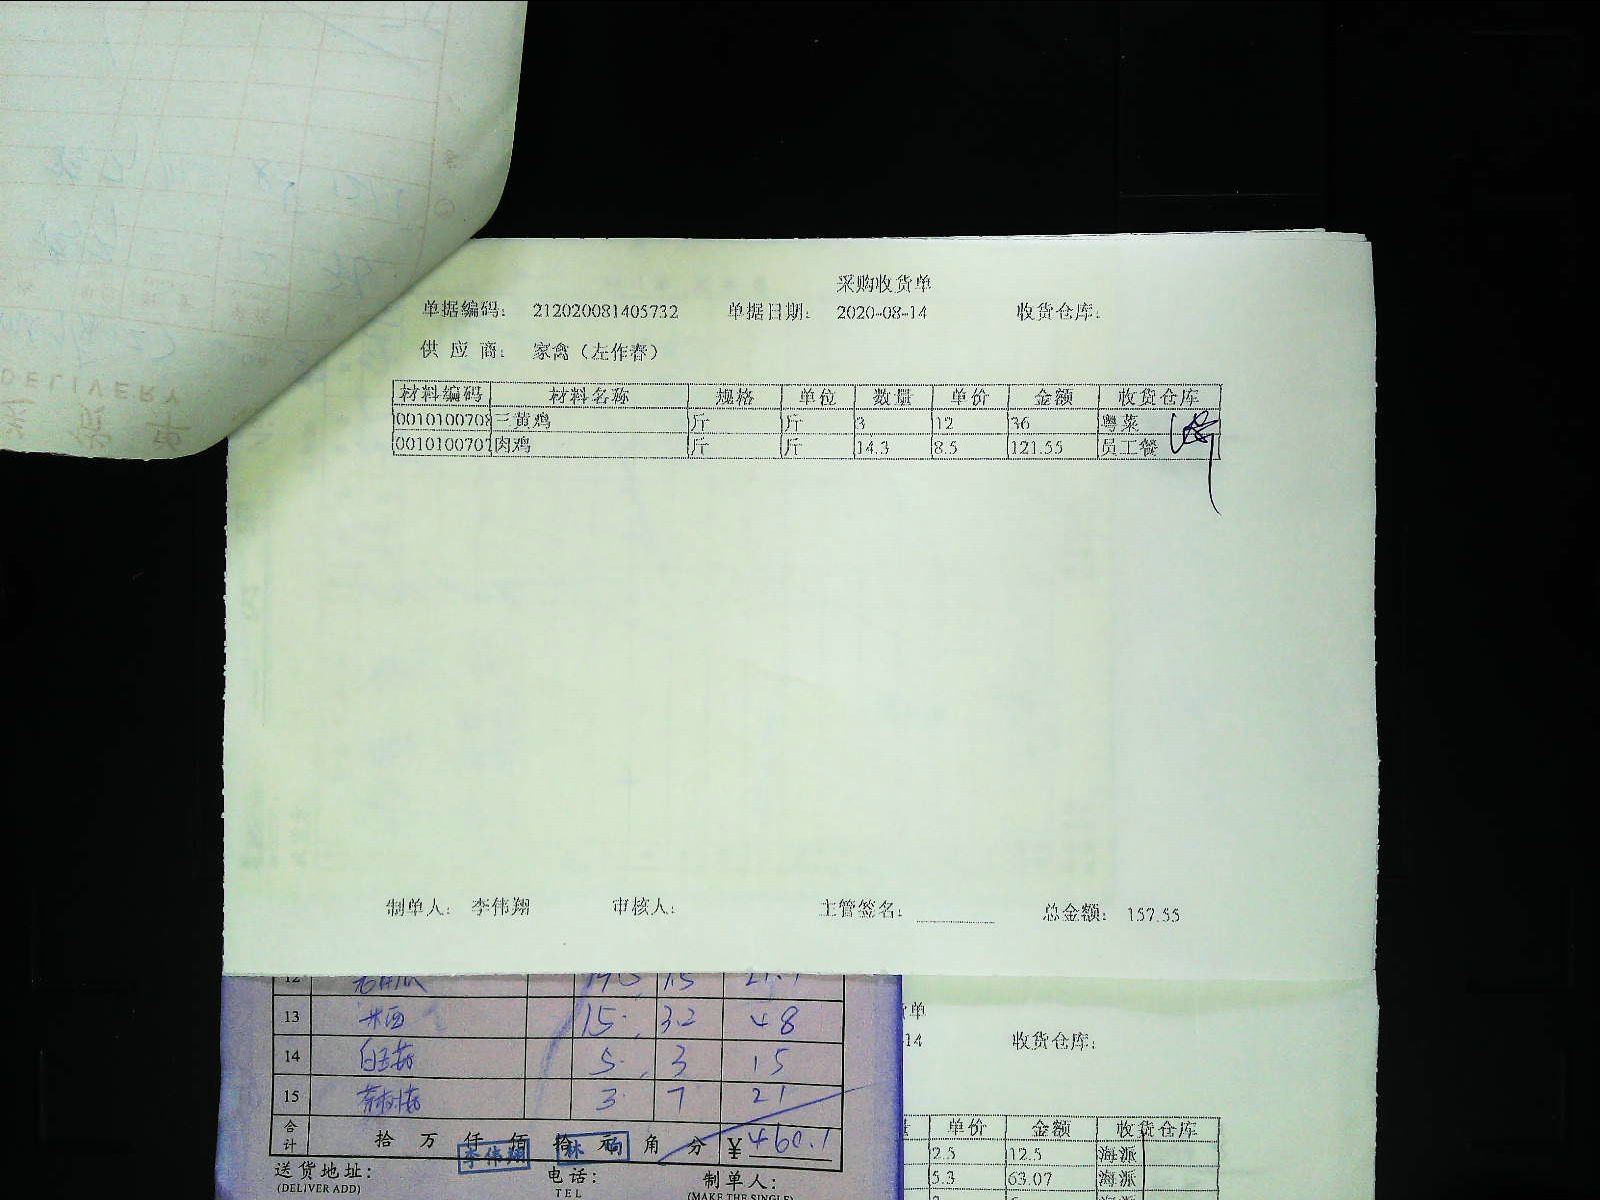 采购收货单
单据编码： 212020081405732 单据日期： 2020-08-14 收货仓库：
供 应 商： 家禽（左作春）
材料编码 材料名称 规格 单位 数量 单价 金额 收货仓库
0010100708 三黄鸡 斤 斤 3 12 36 粤菜
0010100707 肉鸡 斤 斤 14.3 8.5 121.55 员工餐
制单人： 李伟翔 审核人： 主管签名： 总金额： 157.55
DELIVERY
12
13 15 3.2 48
14 5 3 15
15 3 7 21
合计 拾 万 仟 佰 拾 元 角 分 ¥ 460.1
李伟翔
送货地址： 电话： 制单人：
(DELIVER ADD) TEL (MAKE THE SINGLE)
货单
-14 收货仓库：
量 单价 金额 收货仓库
2.5 12.5 海派
5.3 63.07 海派